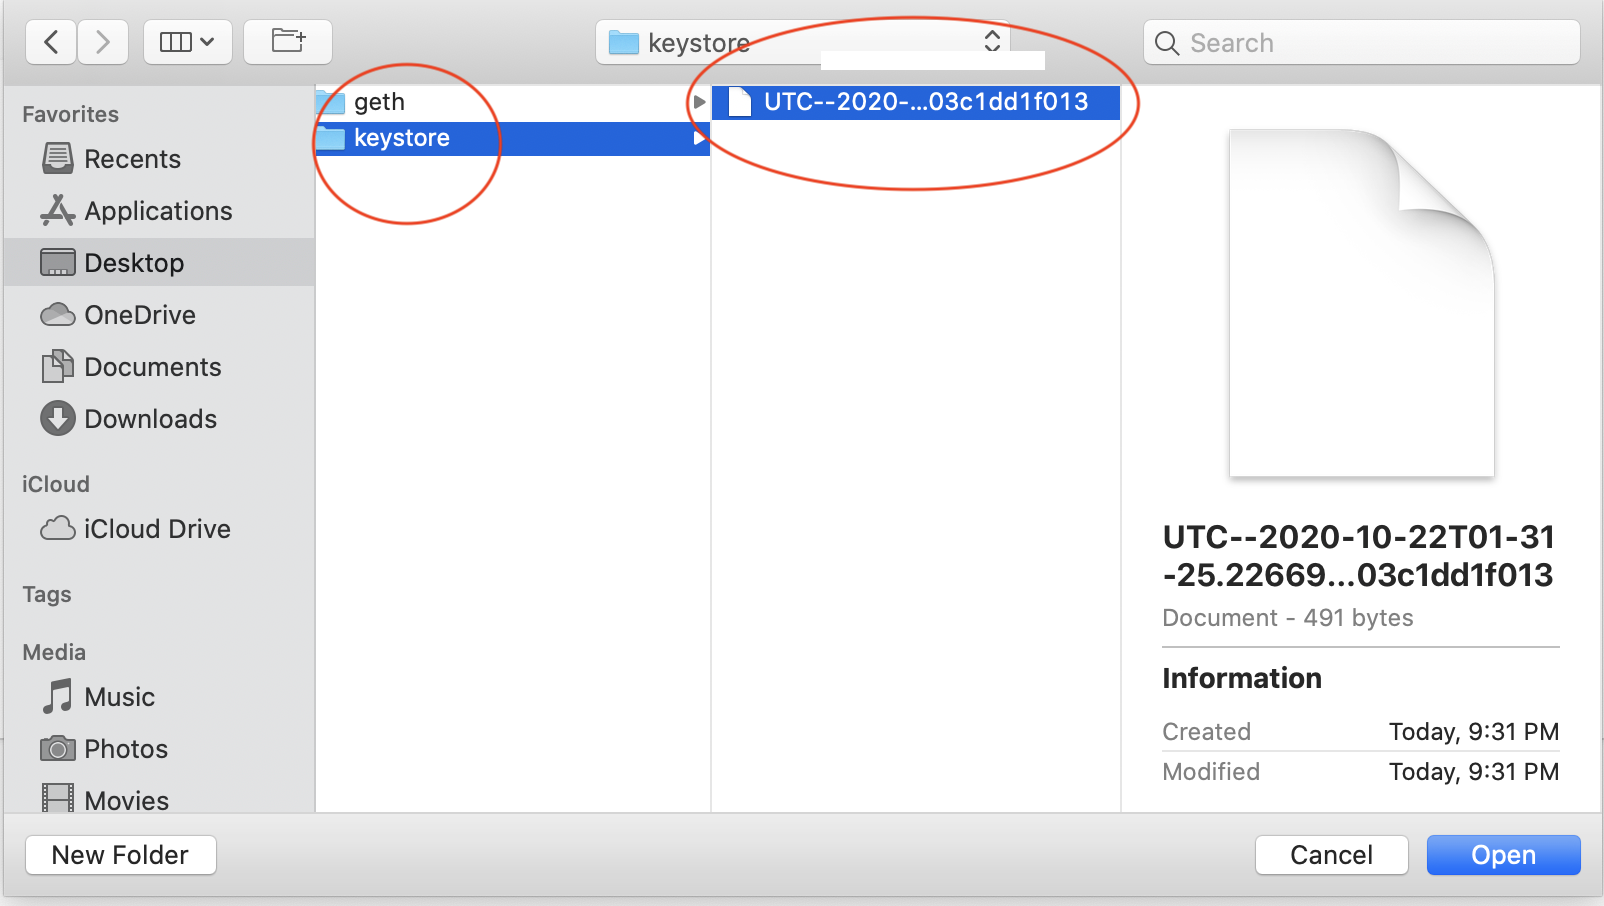 keystore
Search
Favorites
Recents
Applications
Desktop
OneDrive
Documents
Downloads
iCloud
iCloud Drive
Tags
Media
Music
Photos
Movies
geth
keystore
UTC--2020-...03c1dd1f013
UTC--2020-10-22T01-31
-25.22669...03c1dd1f013
Document - 491 bytes
Information
Created Today, 9:31 PM
Modified Today, 9:31 PM
New Folder
Cancel
Open